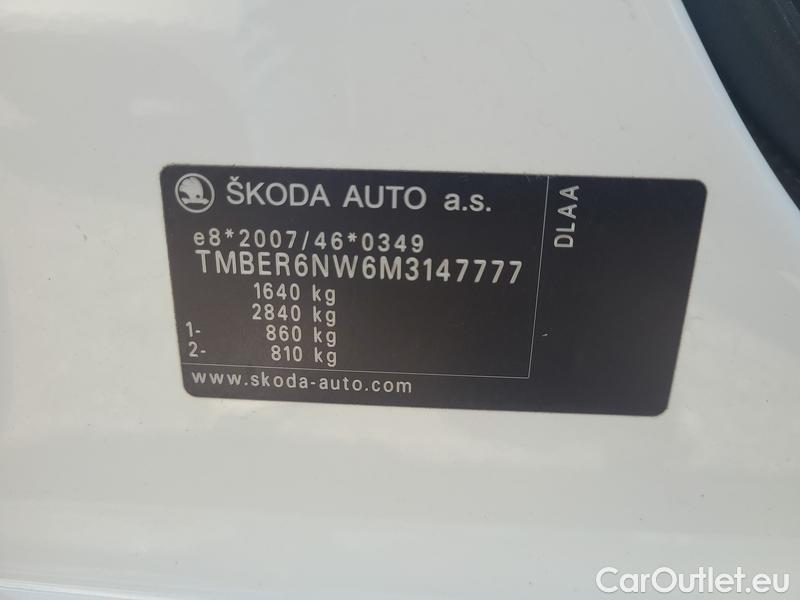 ŠKODA AUTO a.s.
e8*2007/46*0349
TMBER6NW6M3147777
1640 kg
2840 kg
1- 860 kg
2- 810 kg
www.skoda-auto.com
DLAA
CarOutlet.eu